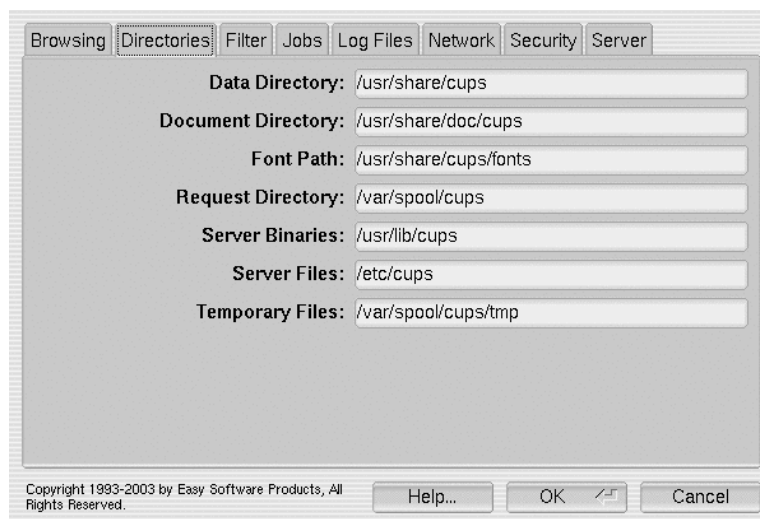 Browsing Directories Filter Jobs Log Files Network Security Server
Data Directory: /usr/share/cups
Document Directory: /usr/share/doc/cups
Font Path: /usr/share/cups/fonts
Request Directory: /var/spool/cups
Server Binaries: /usr/lib/cups
Server Files: /etc/cups
Temporary Files: /var/spool/cups/tmp
Copyright 1993-2003 by Easy Software Products, All
Rights Reserved.
Help... OK Cancel